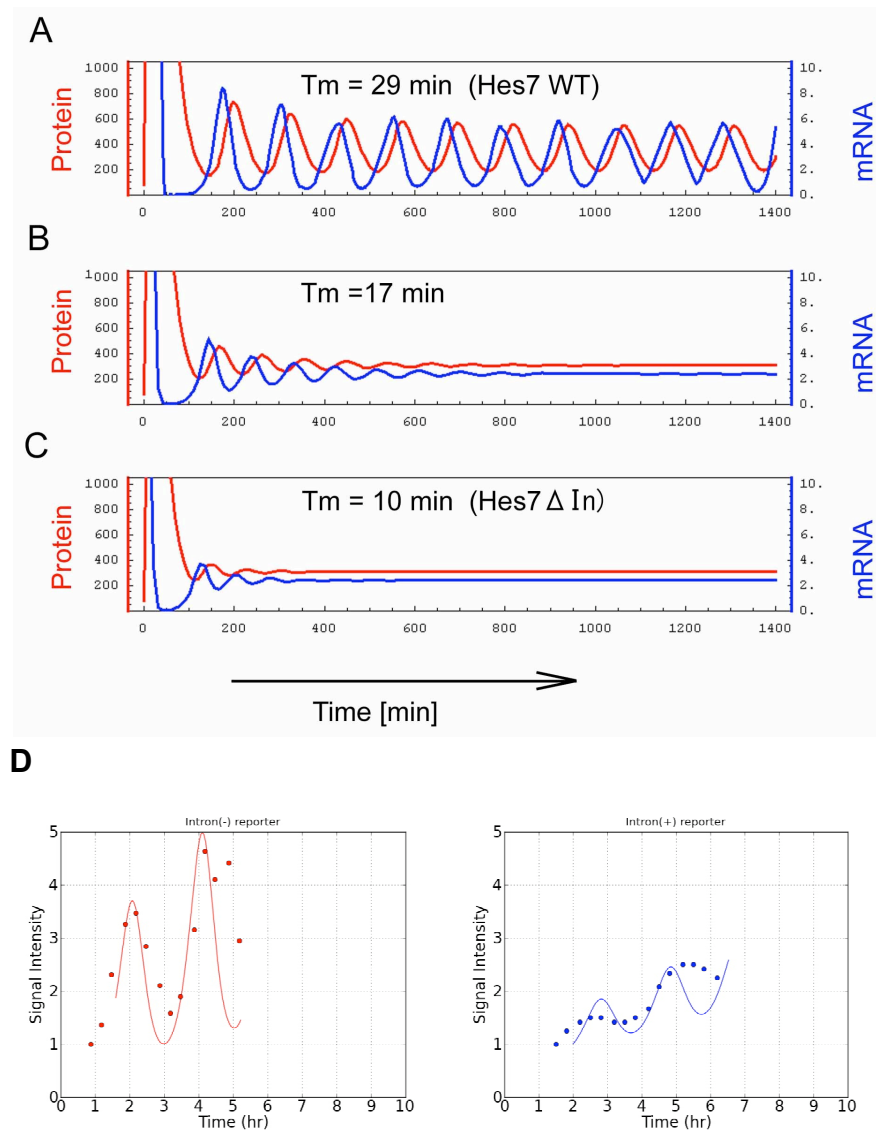 A
Tm = 29 min (Hes7 WT)
Protein
mRNA
1000
800
600
400
200
10.
8.
6.
4.
2.
0.
0 200 400 600 800 1000 1200 1400
B
Tm =17 min
Protein
mRNA
1000
800
600
400
200
10.
8.
6.
4.
2.
0.
0 200 400 600 800 1000 1200 1400
C
Tm = 10 min (Hes7 Δ In)
Protein
mRNA
1000
800
600
400
200
10.
8.
6.
4.
2.
0.
0 200 400 600 800 1000 1200 1400
Time [min]
D
Intron(-) reporter
Signal Intensity
5
4
3
2
1
0
0 1 2 3 4 5 6 7 8 9 10
Time (hr)
Intron(+) reporter
Signal Intensity
5
4
3
2
1
0
0 1 2 3 4 5 6 7 8 9 10
Time (hr)